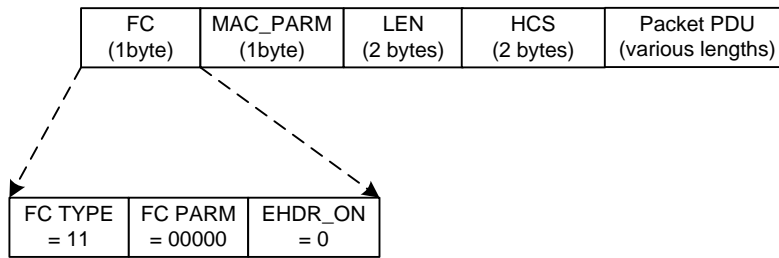 FC MAC_PARM LEN HCS Packet PDU
(1byte) (1byte) (2 bytes) (2 bytes) (various lengths)
FC TYPE FC PARM EHDR_ON
= 11 = 00000 = 0